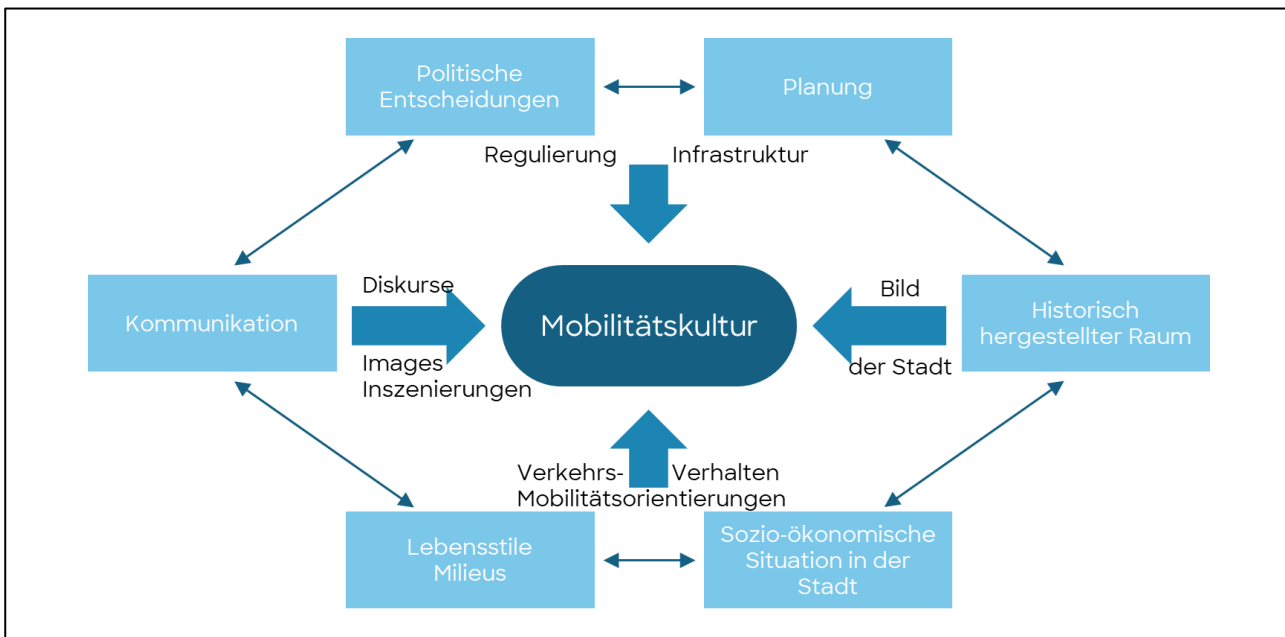 Politische
Entscheidungen
Planung
Regulierung
Infrastruktur
Kommunikation
Diskurse
Images
Inszenierungen
Mobilitätskultur
Bild
der Stadt
Historisch
hergestellter Raum
Verkehrs- Verhalten
Mobilitätsorientierungen
Lebensstile
Milieus
Sozio-ökonomische
Situation in der
Stadt